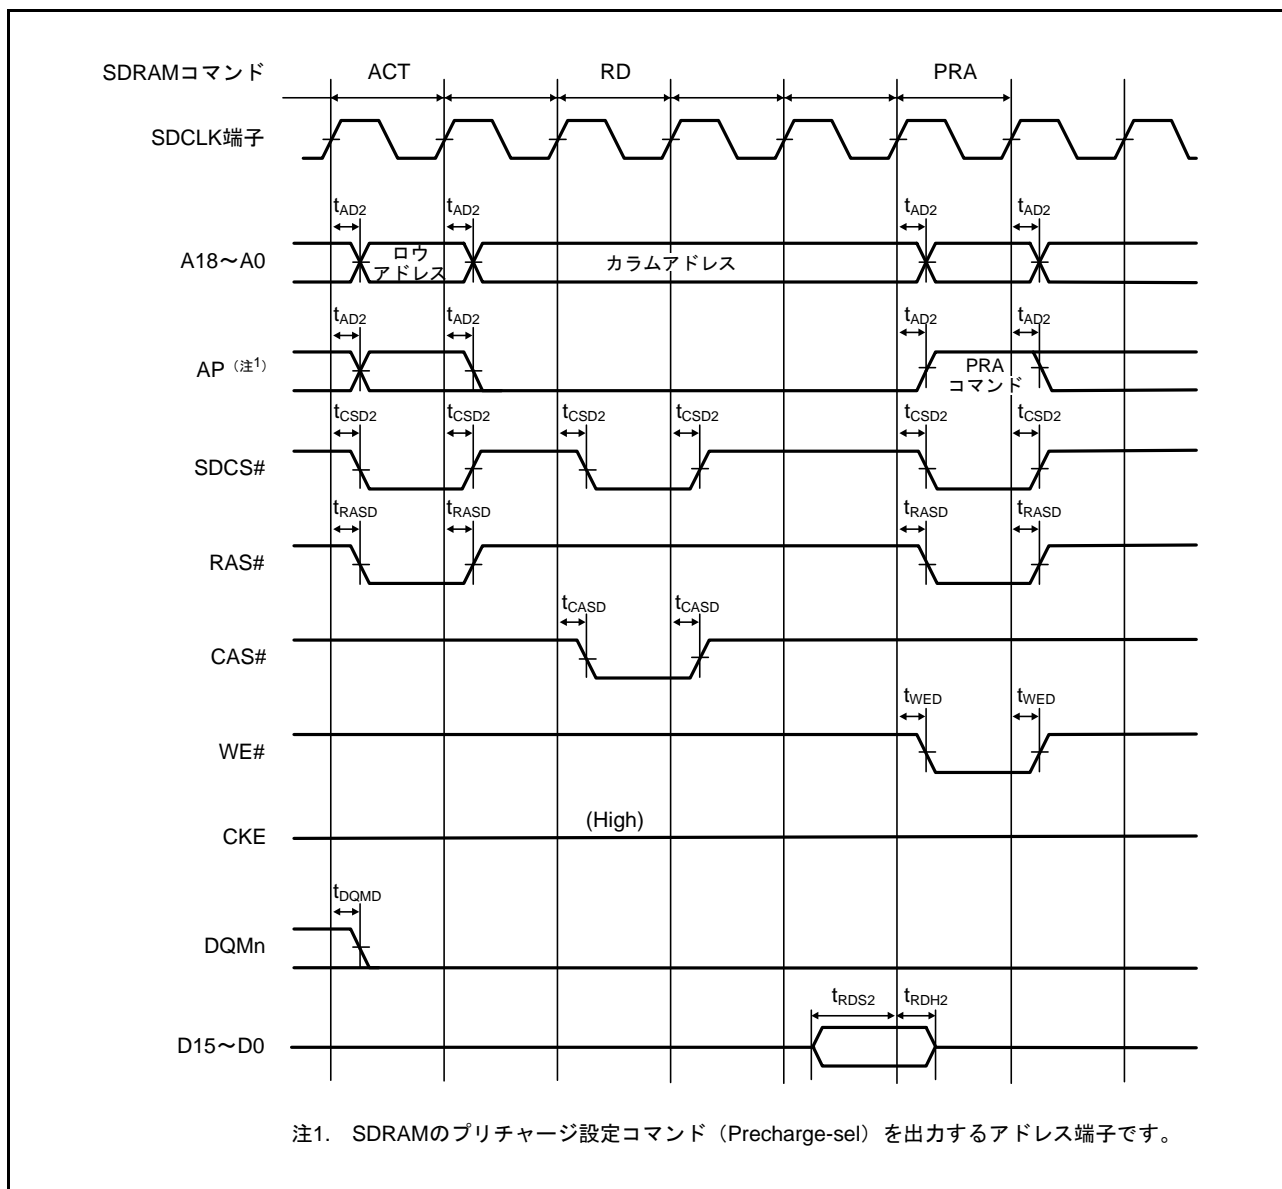 SDRAMコマンド ACT RD PRA
SDCLK端子
tAD2 tAD2 tAD2 tAD2
A18～A0 ロウ アドレス カラムアドレス
tAD2 tAD2 tAD2 tAD2
AP（注1） PRA コマンド
tCSD2 tCSD2 tCSD2 tCSD2 tCSD2 tCSD2
SDCS#
tRASD tRASD tRASD tRASD
RAS#
tCASD tCASD
CAS#
tWED tWED
WE#
(High)
CKE
tDQMD
DQMn
tRDS2 tRDH2
D15～D0
注1. SDRAMのプリチャージ設定コマンド（Precharge-sel）を出力するアドレス端子です。